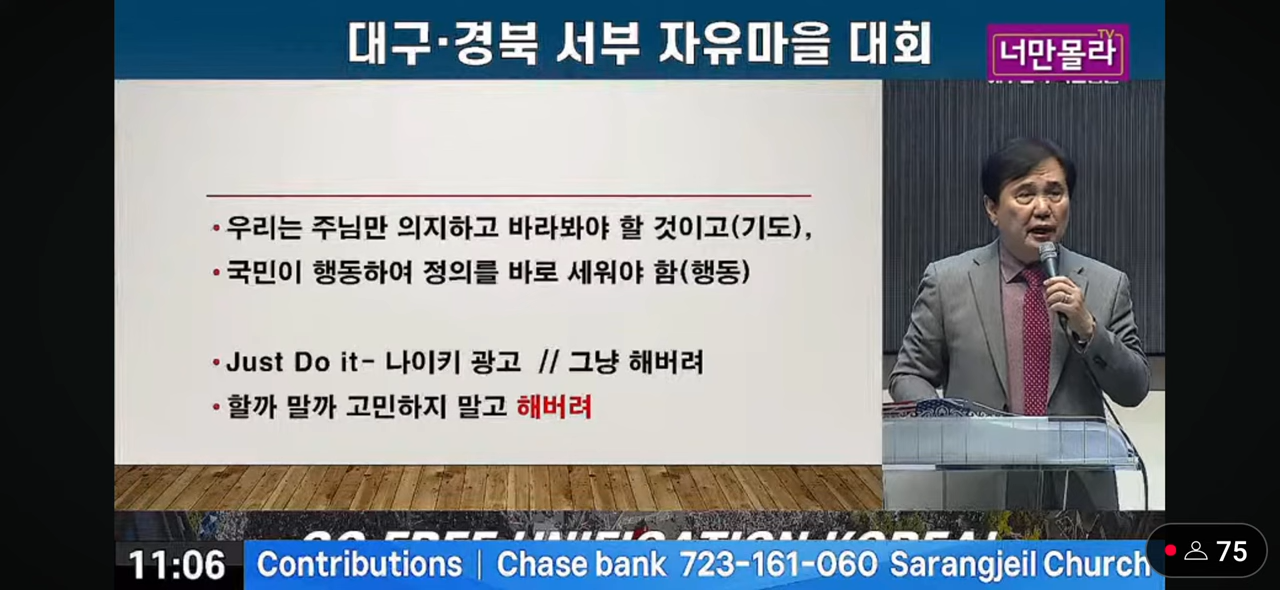 대구·경북 서부 자유마을 대회
너만몰라 TV
• 우리는 주님만 의지하고 바라봐야 할 것이고(기도),
• 국민이 행동하여 정의를 바로 세워야 함(행동)
• Just Do it- 나이키 광고 // 그냥 해버려
• 할까 말까 고민하지 말고 해버려
GO FREE UNIFICATION KOREA!
11:06
Contributions | Chase bank 723-161-060 Sarangjeil Church
75